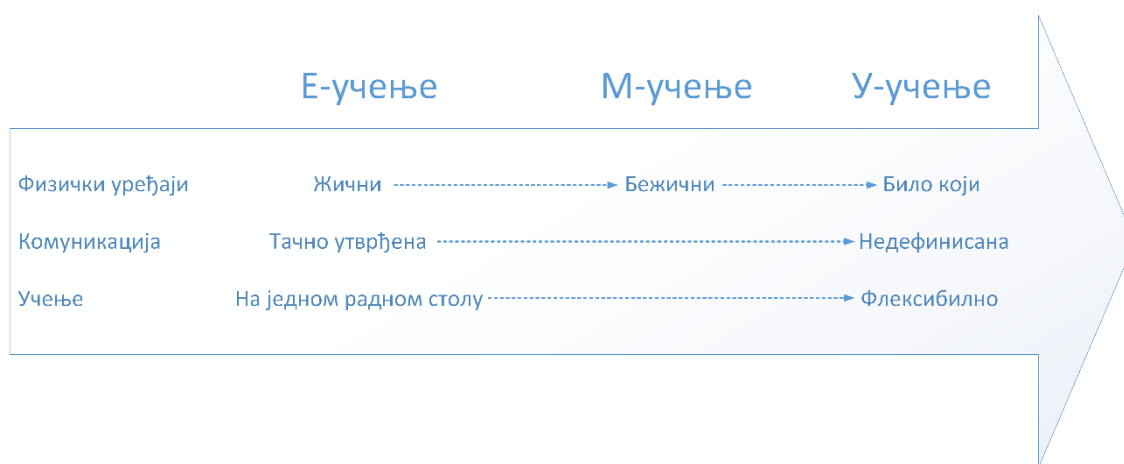 Е-учење М-учење У-учење
Физички уређаји Жични Бежични Било који
Комуникација Тачно утврђена Недефинисана
Учење На једном радном столу Флексибилно